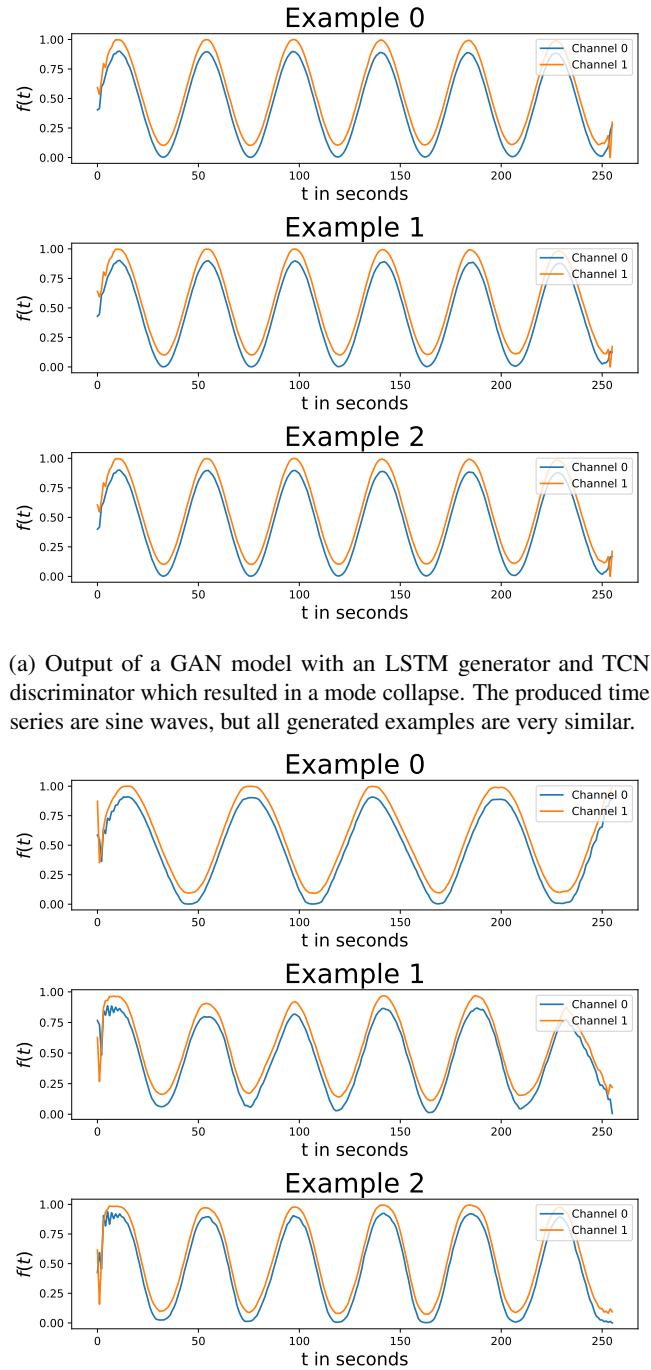 Example 0
1.00
0.75
0.50
0.25
0.00
f(t)
Channel 0
Channel 1
0 50 100 150 200 250
t in seconds
Example 1
1.00
0.75
0.50
0.25
0.00
f(t)
Channel 0
Channel 1
0 50 100 150 200 250
t in seconds
Example 2
1.00
0.75
0.50
0.25
0.00
f(t)
Channel 0
Channel 1
0 50 100 150 200 250
t in seconds
(a) Output of a GAN model with an LSTM generator and TCN
discriminator which resulted in a mode collapse. The produced time
series are sine waves, but all generated examples are very similar.
Example 0
1.00
0.75
0.50
0.25
0.00
f(t)
Channel 0
Channel 1
0 50 100 150 200 250
t in seconds
Example 1
1.00
0.75
0.50
0.25
0.00
f(t)
Channel 0
Channel 1
0 50 100 150 200 250
t in seconds
Example 2
1.00
0.75
0.50
0.25
0.00
f(t)
Channel 0
Channel 1
0 50 100 150 200 250
t in seconds